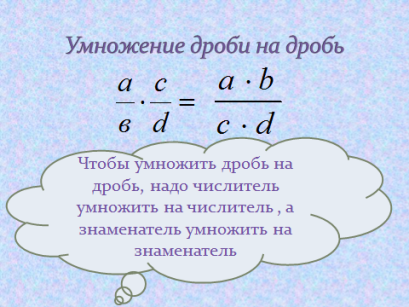 Умножение дроби на дробь
a/в · c/d = a · b / c · d
Чтобы умножить дробь на
дробь, надо числитель
умножить на числитель , а
знаменатель умножить на
знаменатель